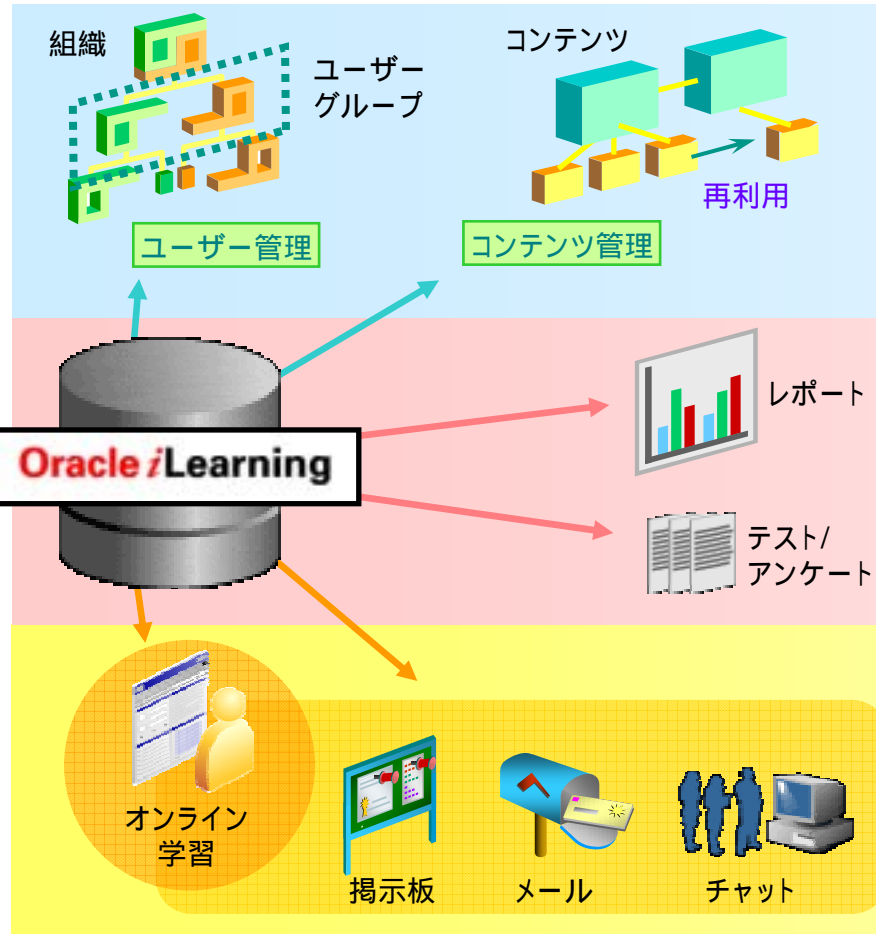 組織
ユーザー
グループ
コンテンツ
再利用
ユーザー管理
コンテンツ管理
レポート
Oracle iLearning
テスト/
アンケート
オンライン
学習
掲示板
メール
チャット